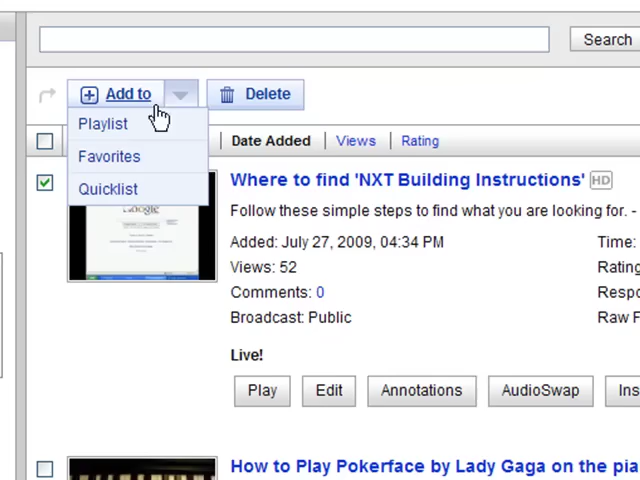 Search
Add to
Delete
Playlist
Favorites
Quicklist
Date Added
Views
Rating
Where to find 'NXT Building Instructions' HD
Follow these simple steps to find what you are looking for. -
Added: July 27, 2009, 04:34 PM
Time:
Views: 52
Rating
Comments: 0
Respo
Broadcast: Public
Raw F
Live!
Play
Edit
Annotations
AudioSwap
Ins
Google
How to Play Pokerface by Lady Gaga on the pia